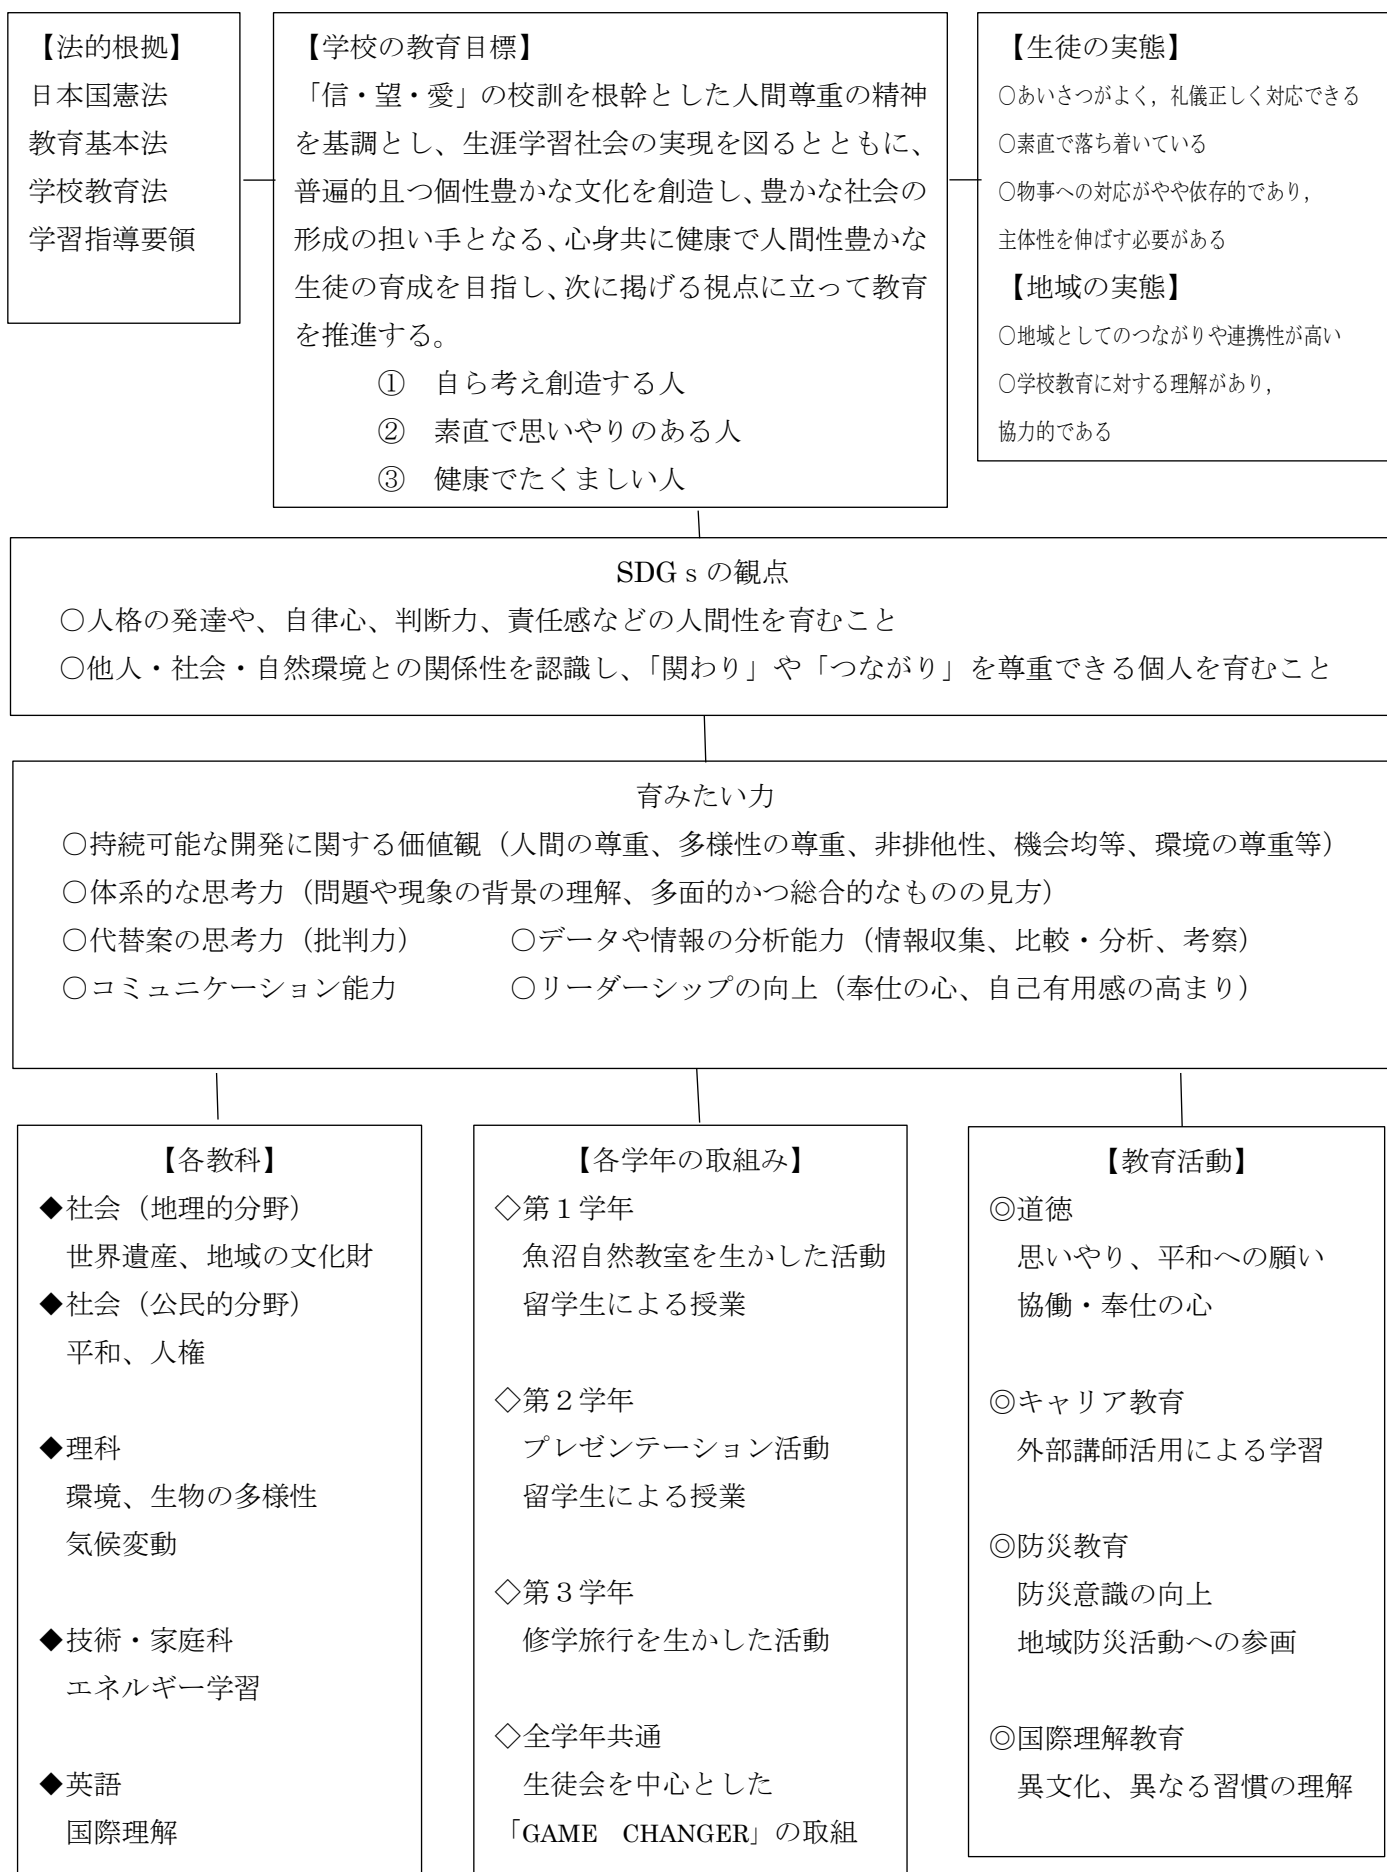 【法的根拠】
日本国憲法
教育基本法
学校教育法
学習指導要領
【学校の教育目標】
「信・望・愛」の校訓を根幹とした人間尊重の精神
を基調とし、生涯学習社会の実現を図るとともに、
普遍的且つ個性豊かな文化を創造し、豊かな社会の
形成の担い手となる、心身共に健康で人間性豊かな
生徒の育成を目指し、次に掲げる視点に立って教育
を推進する。
①　自ら考え創造する人
②　素直で思いやりのある人
③　健康でたくましい人
【生徒の実態】
○あいさつがよく，礼儀正しく対応できる
○素直で落ち着いている
○物事への対応がやや依存的であり，
主体性を伸ばす必要がある
【地域の実態】
○地域としてのつながりや連携性が高い
○学校教育に対する理解があり，
協力的である
SDGｓの観点
○人格の発達や、自律心、判断力、責任感などの人間性を育むこと
○他人・社会・自然環境との関係性を認識し、「関わり」や「つながり」を尊重できる個人を育むこと
育みたい力
○持続可能な開発に関する価値観（人間の尊重、多様性の尊重、非排他性、機会均等、環境の尊重等）
○体系的な思考力（問題や現象の背景の理解、多面的かつ総合的なものの見方）
○代替案の思考力（批判力）　　　○データや情報の分析能力（情報収集、比較・分析、考察）
○コミュニケーション能力　　　　○リーダーシップの向上（奉仕の心、自己有用感の高まり）
【各教科】
◆社会（地理的分野）
世界遺産、地域の文化財
◆社会（公民的分野）
平和、人権
◆理科
環境、生物の多様性
気候変動
◆技術・家庭科
エネルギー学習
◆英語
国際理解
【各学年の取組み】
◇第１学年
魚沼自然教室を生かした活動
留学生による授業
◇第２学年
プレゼンテーション活動
留学生による授業
◇第３学年
修学旅行を生かした活動
◇全学年共通
生徒会を中心とした
「GAME　CHANGER」の取組
【教育活動】
◎道徳
思いやり、平和への願い
協働・奉仕の心
◎キャリア教育
外部講師活用による学習
◎防災教育
防災意識の向上
地域防災活動への参画
◎国際理解教育
異文化、異なる習慣の理解